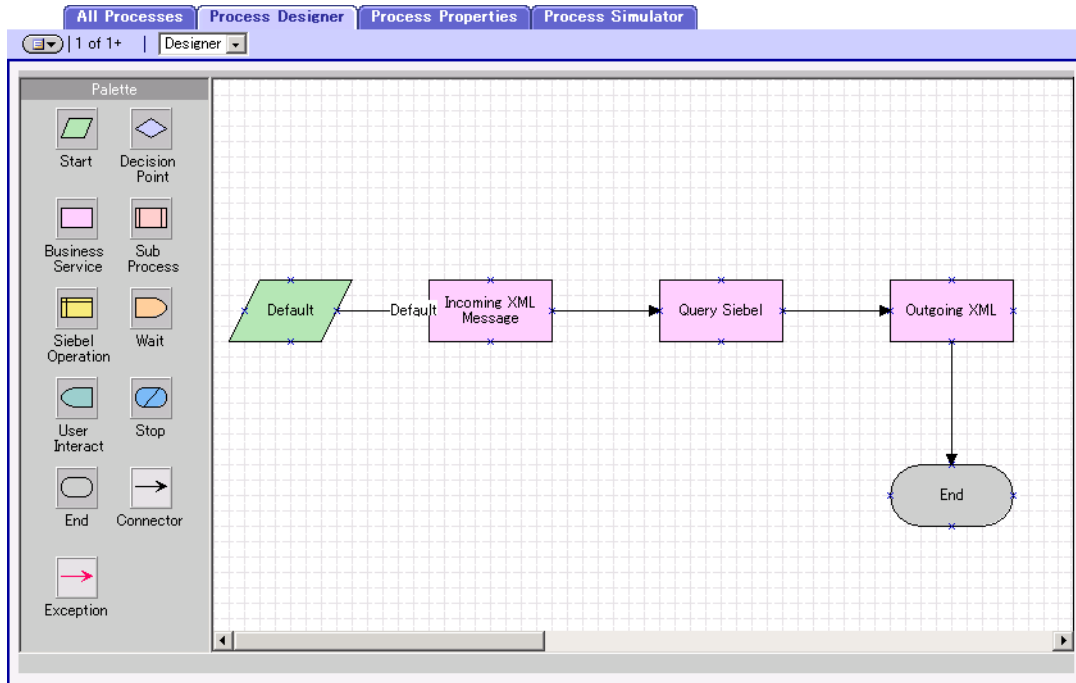 All Processes
Process Designer
Process Properties
Process Simulator
1 of 1+
Designer
Palette
Start
Decision
Point
Business
Service
Sub
Process
Siebel
Operation
Wait
User
Interact
Stop
End
Connector
Exception
Default
Default
Incoming XML
Message
Query Siebel
Outgoing XML
End